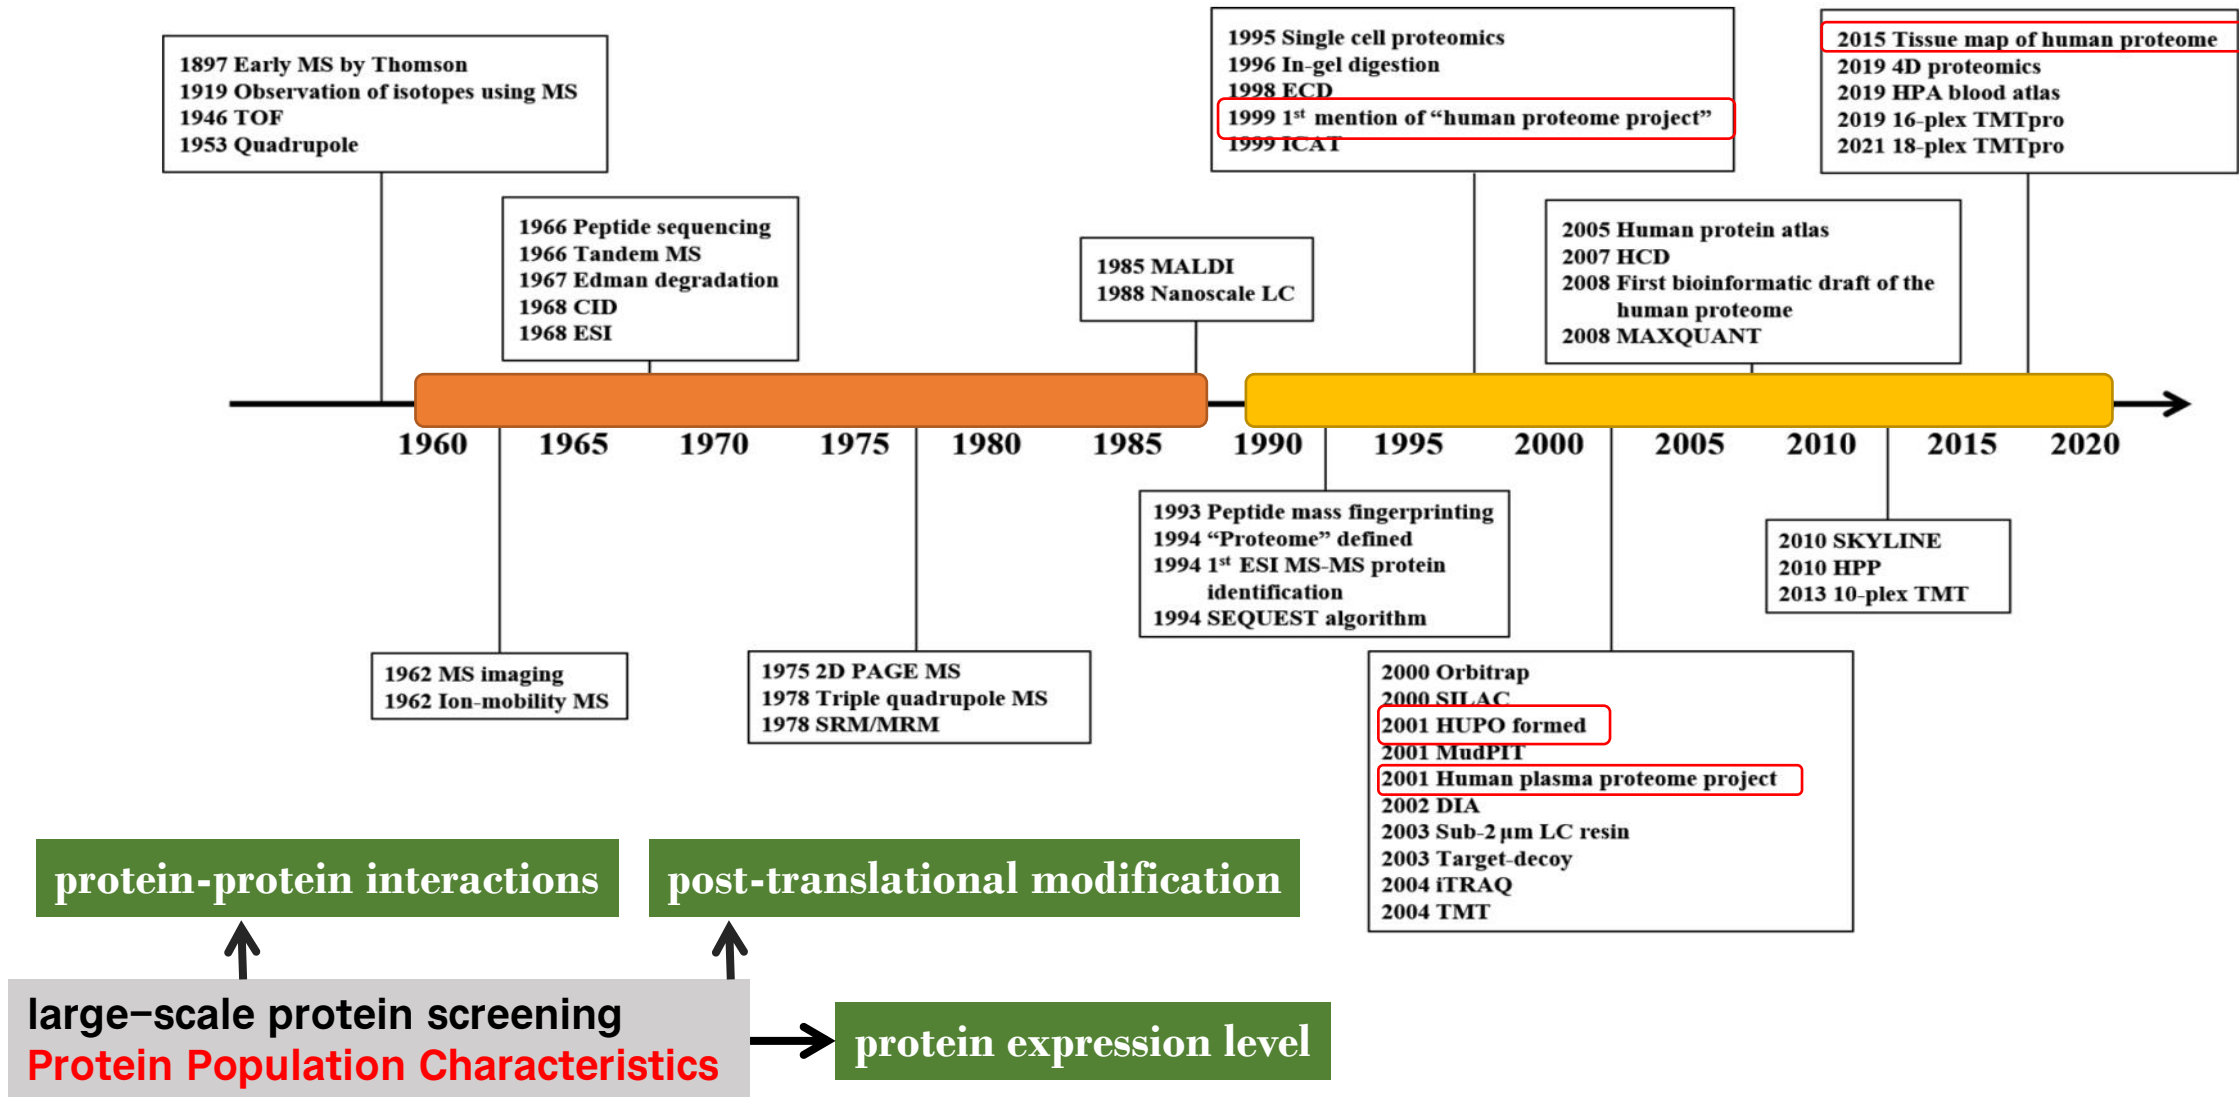 1897 Early MS by Thomson
1919 Observation of isotopes using MS
1946 TOF
1953 Quadrupole
1966 Peptide sequencing
1966 Tandem MS
1967 Edman degradation
1968 CID
1968 ESI
1985 MALDI
1988 Nanoscale LC
1995 Single cell proteomics
1996 In-gel digestion
1998 ECD
1999 1st mention of “human proteome project”
1999 ICAT
2005 Human protein atlas
2007 HCD
2008 First bioinformatic draft of the
human proteome
2008 MAXQUANT
2015 Tissue map of human proteome
2019 4D proteomics
2019 HPA blood atlas
2019 16-plex TMTpro
2021 18-plex TMTpro
1960 1965 1970 1975 1980 1985 1990 1995 2000 2005 2010 2015 2020
1962 MS imaging
1962 Ion-mobility MS
1975 2D PAGE MS
1978 Triple quadrupole MS
1978 SRM/MRM
1993 Peptide mass fingerprinting
1994 “Proteome” defined
1994 1st ESI MS-MS protein
identification
1994 SEQUEST algorithm
2000 Orbitrap
2000 SILAC
2001 HUPO formed
2001 MudPIT
2001 Human plasma proteome project
2002 DIA
2003 Sub-2 µm LC resin
2003 Target-decoy
2004 iTRAQ
2004 TMT
2010 SKYLINE
2010 HPP
2013 10-plex TMT
protein-protein interactions
post-translational modification
large-scale protein screening
Protein Population Characteristics
protein expression level